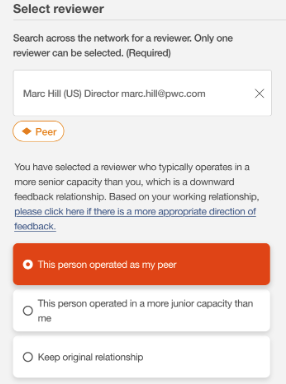 Select reviewer
Search across the network for a reviewer. Only one
reviewer can be selected. (Required)
Marc Hill (US) Director marc.hill@pwc.com
Peer
You have selected a reviewer who typically operates in a
more senior capacity than you, which is a downward
feedback relationship. Based on your working relationship,
please click here if there is a more appropriate direction of
feedback.
This person operated as my peer
This person operated in a more junior capacity than
me
Keep original relationship